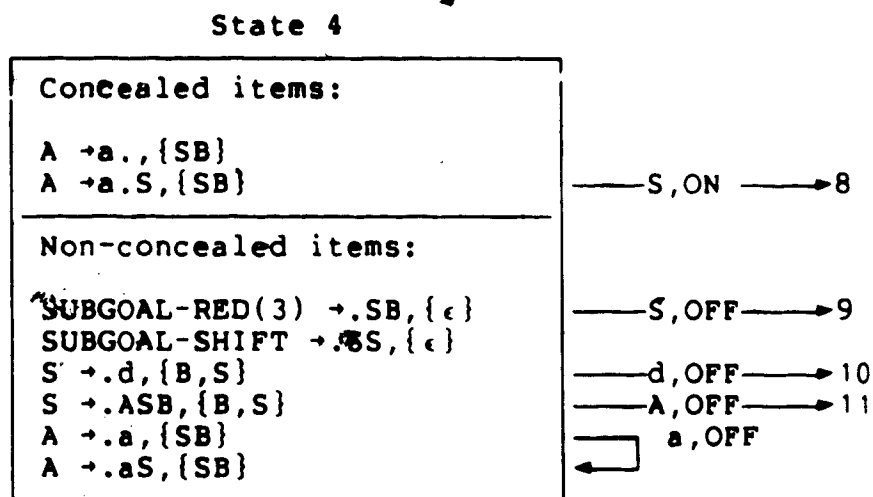 State 4
Concealed items:
A →a.,{SB}
A →a.S,{SB} S,ON 8
Non-concealed items:
SUBGOAL-RED(3) →.SB,{ϵ} S,OFF 9
SUBGOAL-SHIFT →. S,{ϵ}
S →.d,{B,S} d,OFF 10
S →.ASB,{B,S} A,OFF 11
A →.a,{SB} a,OFF
A →.aS,{SB}